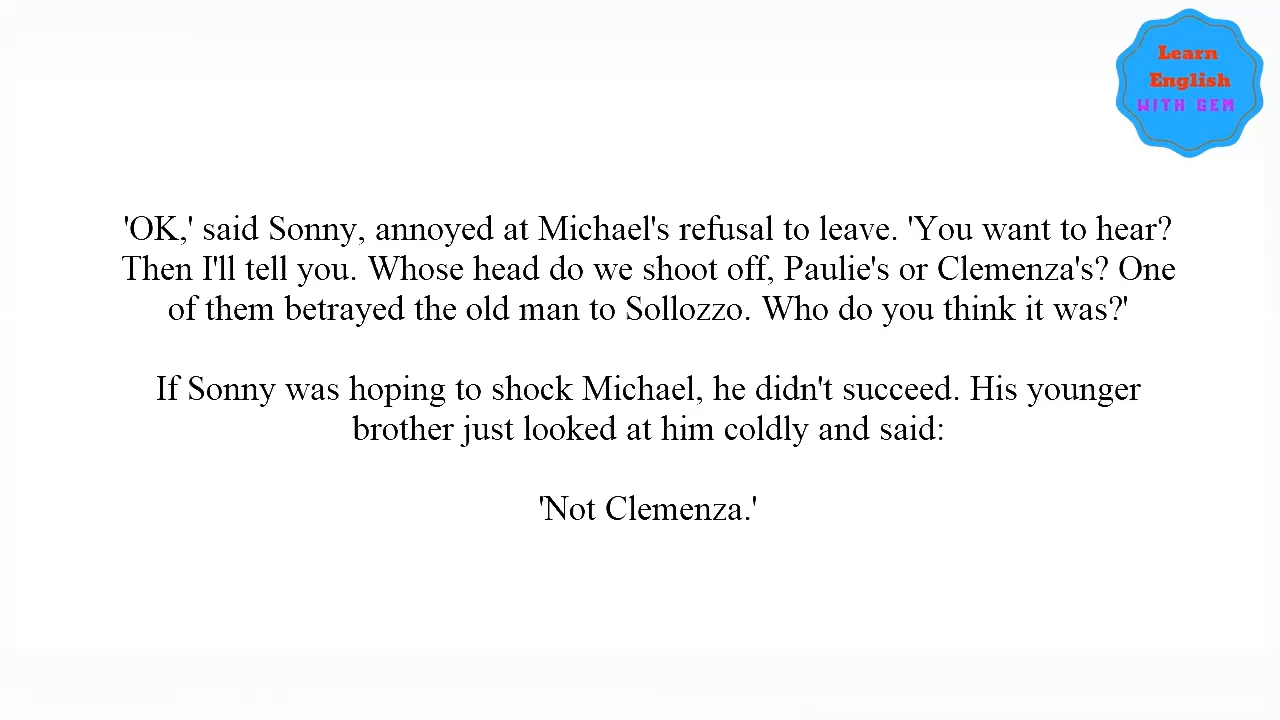 Learn
English
WITH GEM
'OK,' said Sonny, annoyed at Michael's refusal to leave. 'You want to hear?
Then I'll tell you. Whose head do we shoot off, Paulie's or Clemenza's? One
of them betrayed the old man to Sollozzo. Who do you think it was?'
If Sonny was hoping to shock Michael, he didn't succeed. His younger
brother just looked at him coldly and said:
'Not Clemenza.'